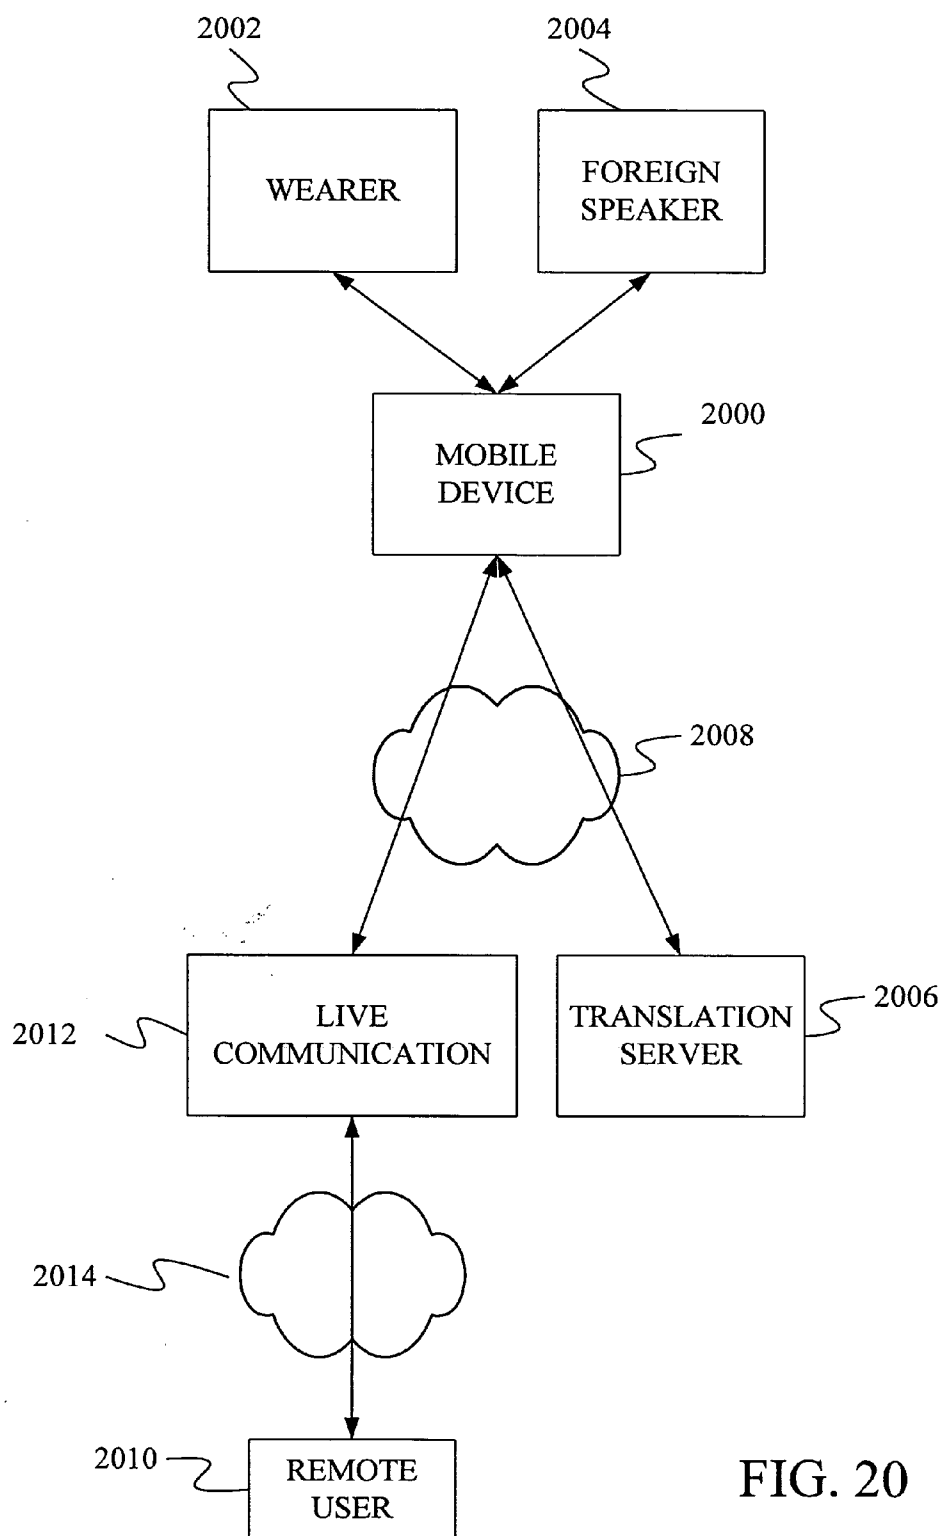 2002
2004
WEARER
FOREIGN
SPEAKER
2000
MOBILE
DEVICE
2008
2006
LIVE
COMMUNICATION
TRANSLATION
SERVER
2012
2014
2010
REMOTE
USER
FIG. 20